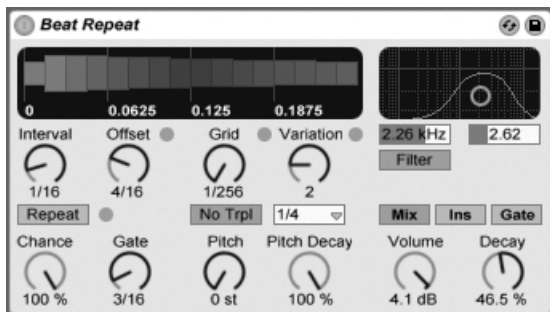 Beat Repeat
0 0.0625 0.125 0.1875
2.26 kHz 2.62
Filter
Interval Offset Grid Variation
1/16 4/16 1/256 2
Repeat No Trpl 1/4 Mix Ins Gate
Chance Gate Pitch Pitch Decay Volume Decay
100 % 3/16 0 st 100 % 4.1 dB 46.5 %